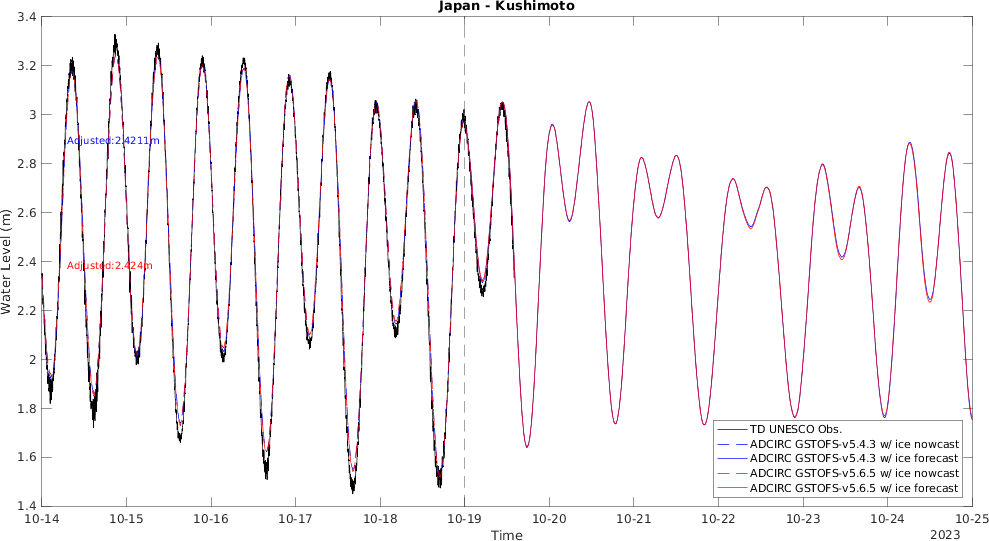 Japan - Kushimoto
3.4
3.2
3
2.8
2.6
2.4
2.2
2
1.8
1.6
1.4
Water Level (m)
Adjusted:2.4211m
Adjusted:2.424m
TD UNESCO Obs.
ADCIRC GSTOFS-v5.4.3 w/ ice nowcast
ADCIRC GSTOFS-v5.4.3 w/ ice forecast
ADCIRC GSTOFS-v5.6.5 w/ ice nowcast
ADCIRC GSTOFS-v5.6.5 w/ ice forecast
10-14 10-15 10-16 10-17 10-18 10-19 10-20 10-21 10-22 10-23 10-24 10-25
Time
2023